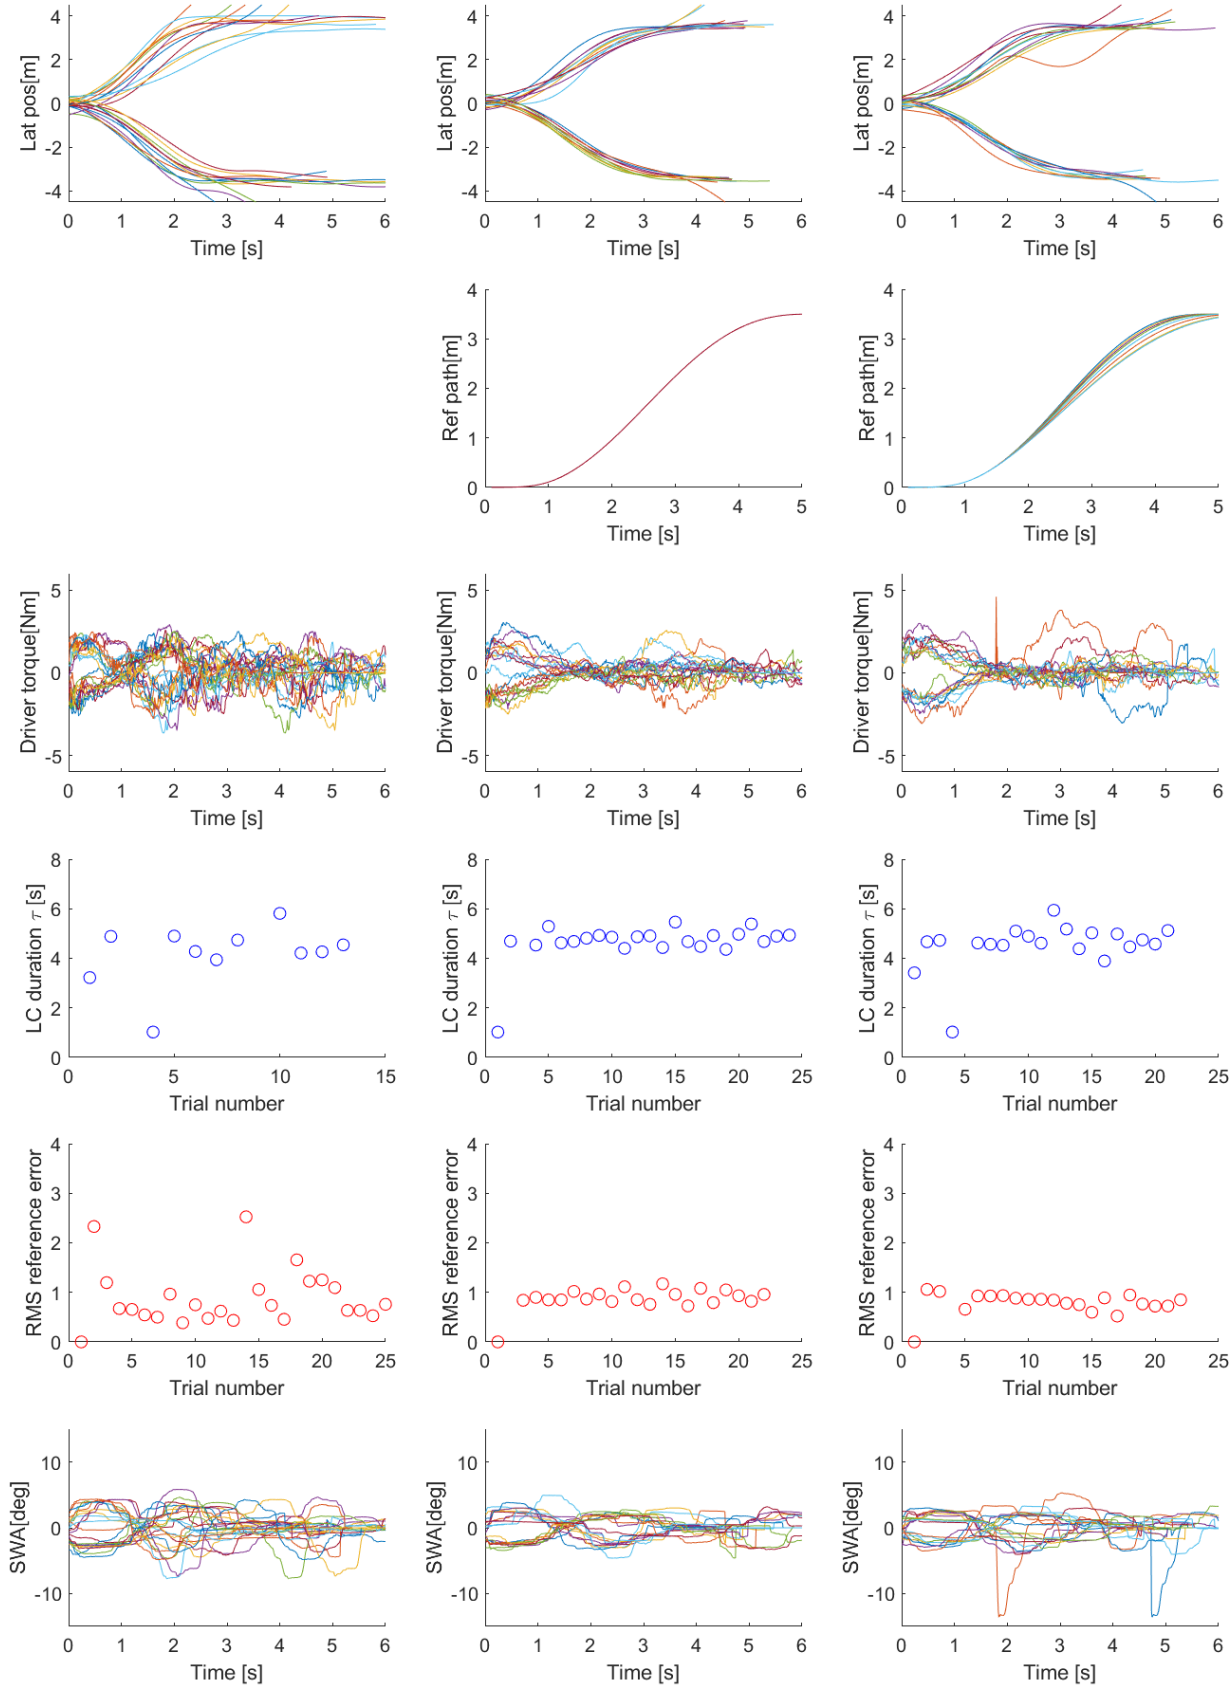 Lat pos[m]
4
2
0
-2
-4
0 1 2 3 4 5 6
Time [s]
Lat pos[m]
4
2
0
-2
-4
0 1 2 3 4 5 6
Time [s]
Lat pos[m]
4
2
0
-2
-4
0 1 2 3 4 5 6
Time [s]
Ref path[m]
4
3
2
1
0
0 1 2 3 4 5
Time [s]
Ref path[m]
4
3
2
1
0
0 1 2 3 4 5
Time [s]
Driver torque[Nm]
5
0
-5
0 1 2 3 4 5 6
Time [s]
Driver torque[Nm]
5
0
-5
0 1 2 3 4 5 6
Time [s]
Driver torque[Nm]
5
0
-5
0 1 2 3 4 5 6
Time [s]
LC duration τ [s]
8
6
4
2
0
0 5 10 15
Trial number
LC duration τ [s]
8
6
4
2
0
0 5 10 15 20 25
Trial number
LC duration τ [s]
8
6
4
2
0
0 5 10 15 20 25
Trial number
RMS reference error
4
3
2
1
0
0 5 10 15 20 25
Trial number
RMS reference error
4
3
2
1
0
0 5 10 15 20 25
Trial number
RMS reference error
4
3
2
1
0
0 5 10 15 20 25
Trial number
SWA[deg]
10
0
-10
0 1 2 3 4 5 6
Time [s]
SWA[deg]
10
0
-10
0 1 2 3 4 5 6
Time [s]
SWA[deg]
10
0
-10
0 1 2 3 4 5 6
Time [s]